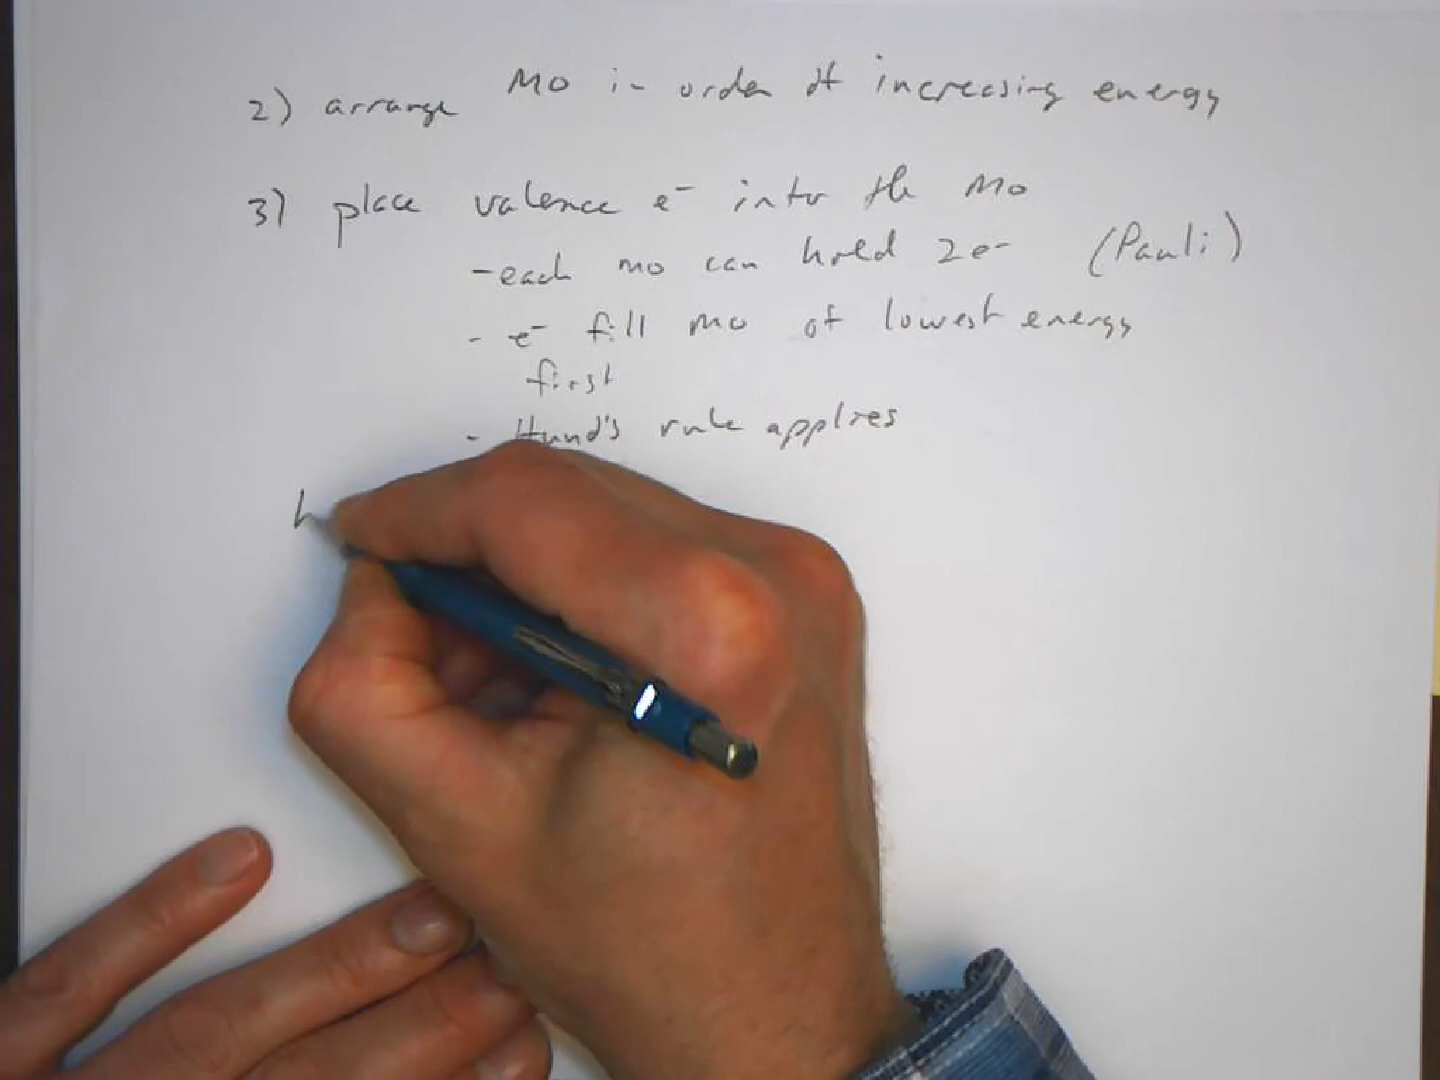 2) arrange MO in order of increasing energy
3) place valence e⁻ into the MO
- each MO can hold 2e⁻ (Pauli)
- e⁻ fill MO of lowest energy
first
- Hund's rule applies